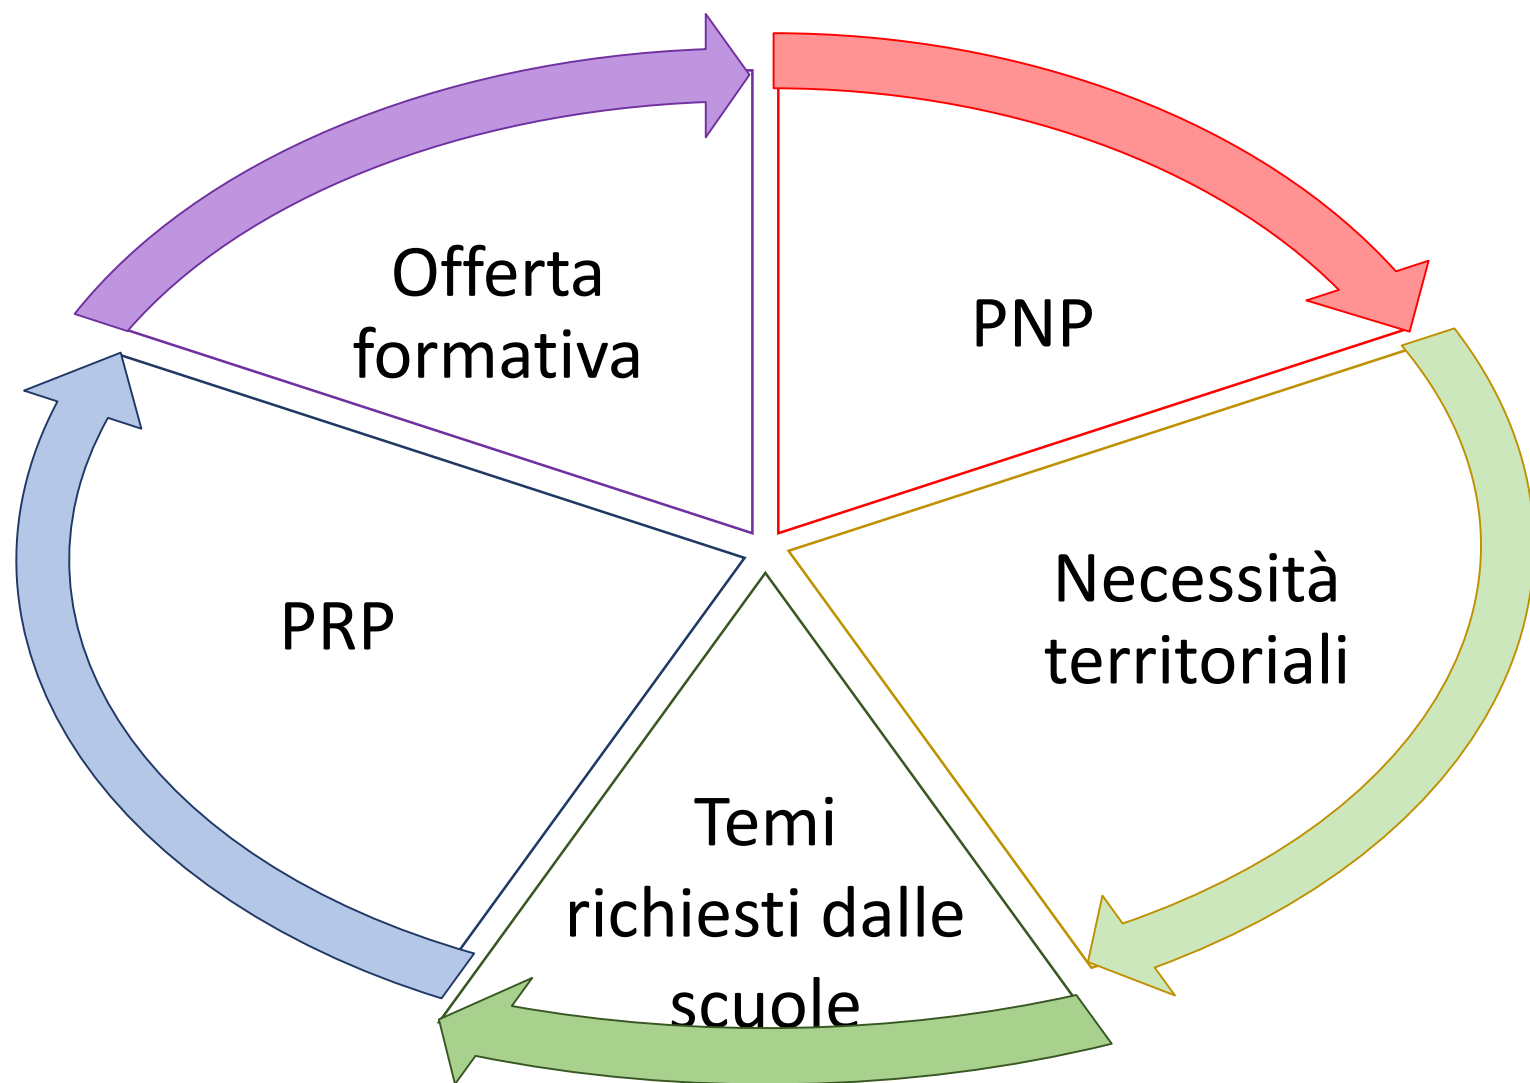 Offerta
formativa
PNP
Necessità
territoriali
Temi
richiesti dalle
scuole
PRP